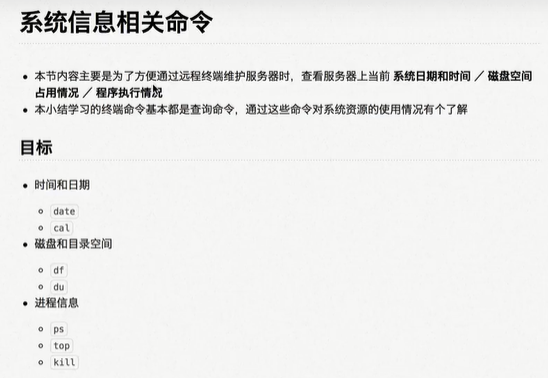 系统信息相关命令
本节内容主要是为了方便通过远程终端维护服务器时，查看服务器上当前 系统日期和时间 ／ 磁盘空间
占用情况 ／ 程序执行情况
本小结学习的终端命令基本都是查询命令，通过这些命令对系统资源的使用情况有个了解
目标
时间和日期
date
cal
磁盘和目录空间
df
du
进程信息
ps
top
kill